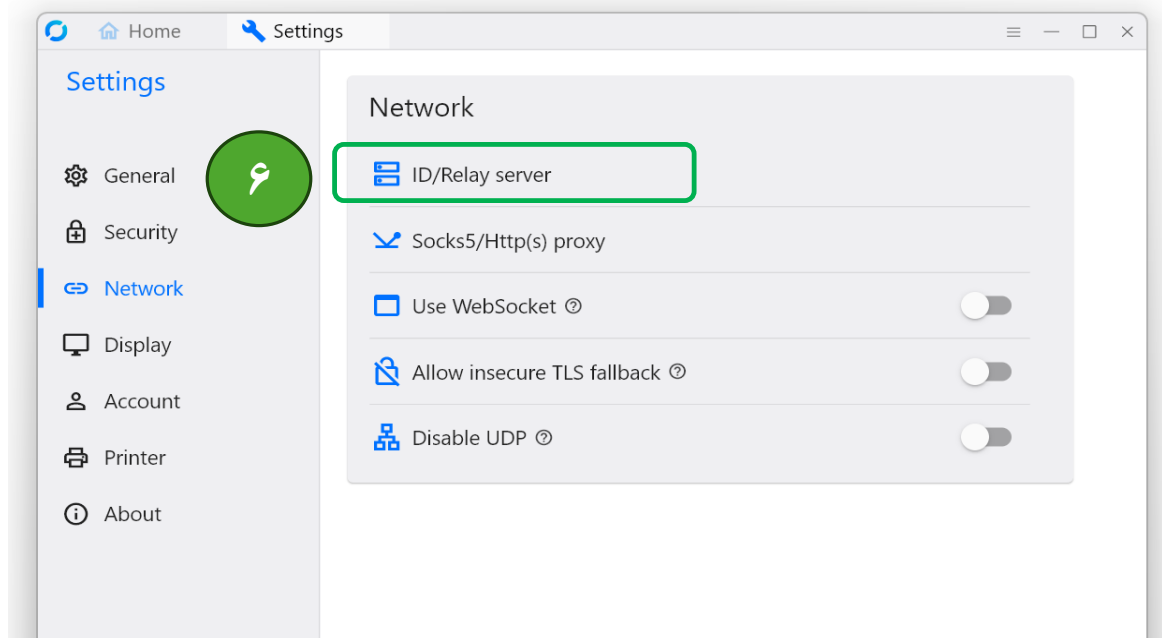 Home
Settings
Settings
General
Security
Network
Display
Account
Printer
About
۶
Network
ID/Relay server
Socks5/Http(s) proxy
Use WebSocket
Allow insecure TLS fallback
Disable UDP